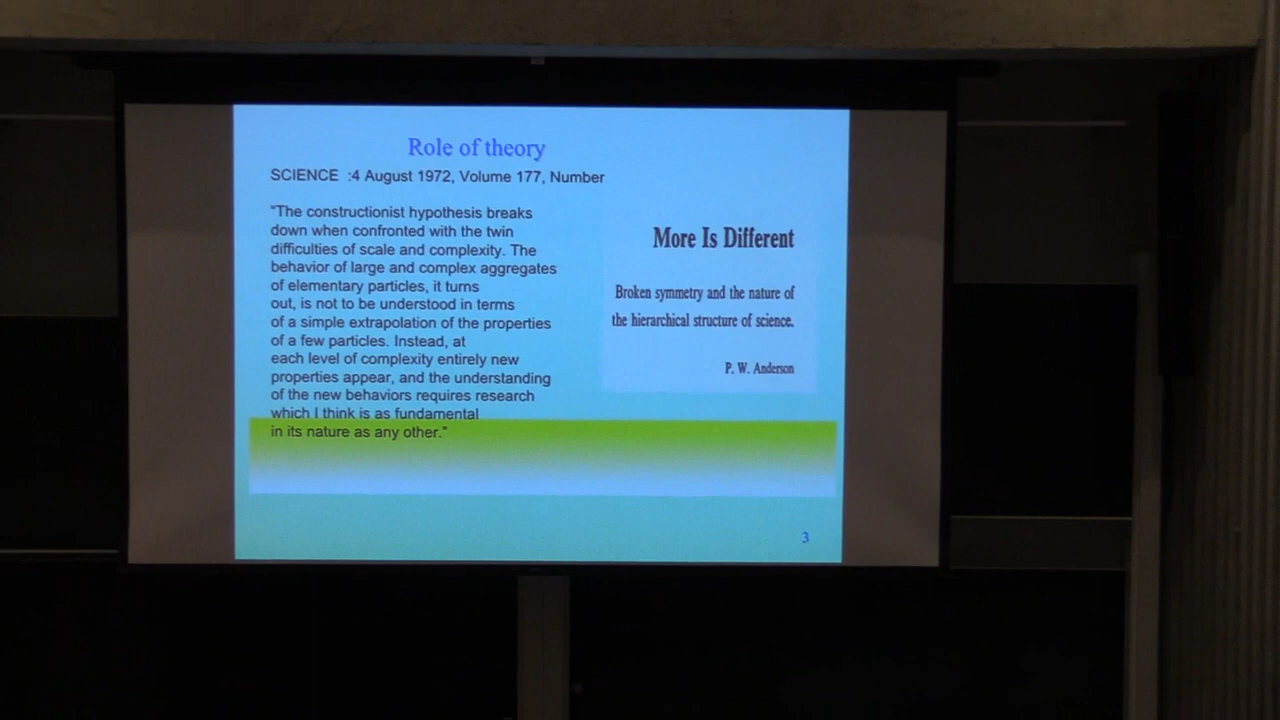 Role of theory
SCIENCE :4 August 1972, Volume 177, Number
"The constructionist hypothesis breaks
down when confronted with the twin
difficulties of scale and complexity. The
behavior of large and complex aggregates
of elementary particles, it turns
out, is not to be understood in terms
of a simple extrapolation of the properties
of a few particles. Instead, at
each level of complexity entirely new
properties appear, and the understanding
of the new behaviors requires research
which I think is as fundamental
in its nature as any other."
More Is Different
Broken symmetry and the nature of
the hierarchical structure of science.
P. W. Anderson
3